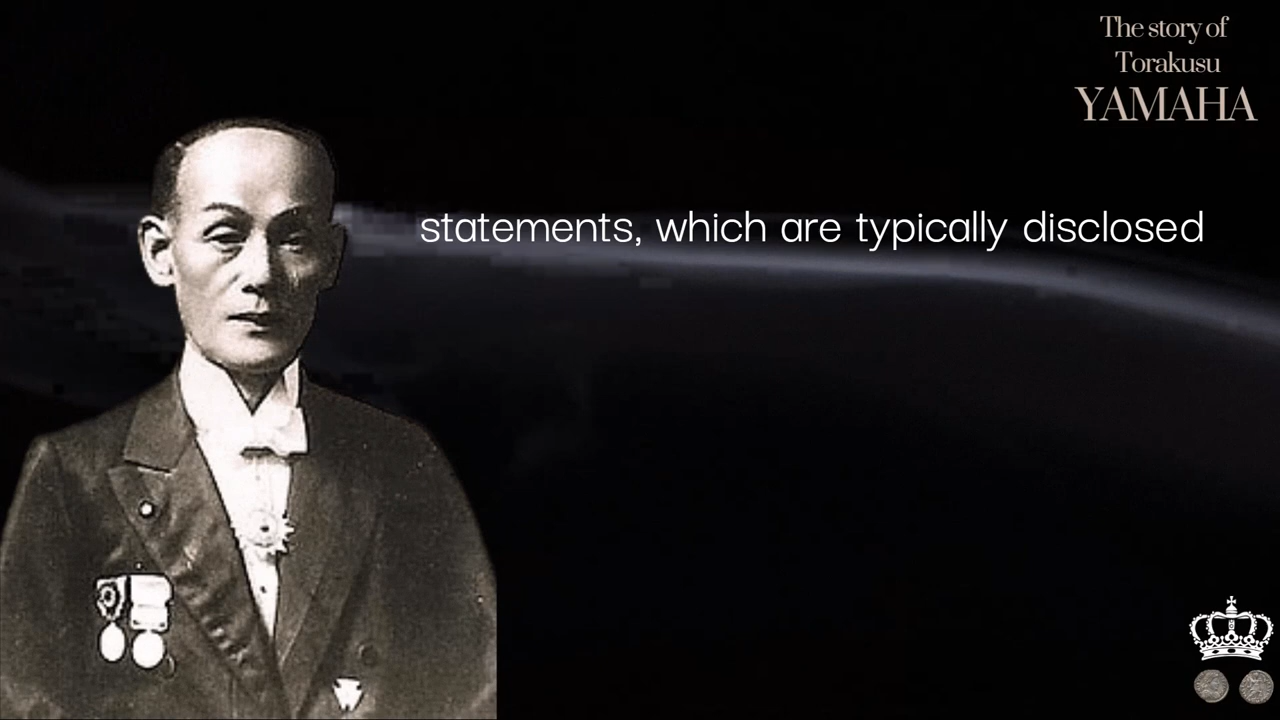 The story of
Torakusu
YAMAHA
statements, which are typically disclosed